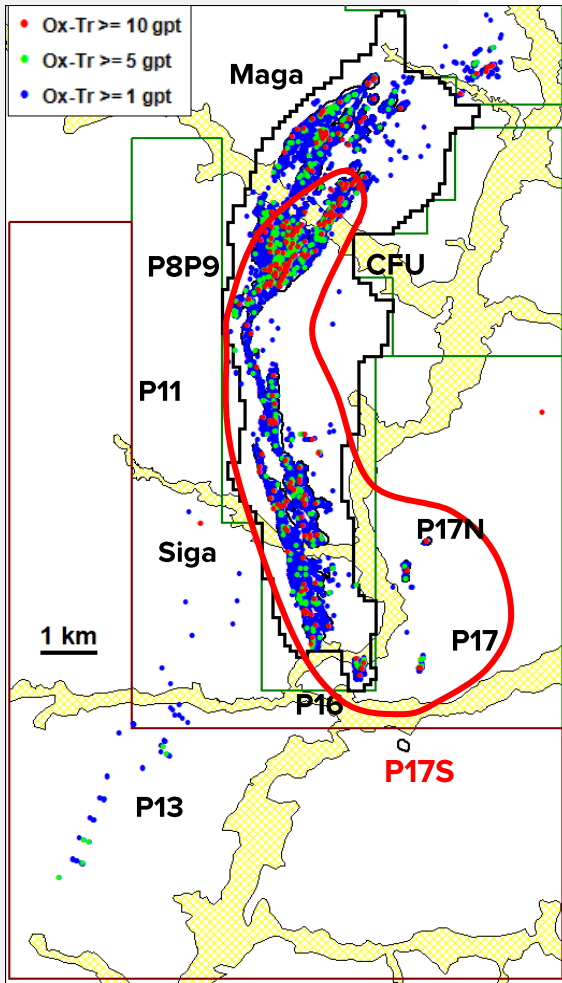 Ox-Tr >= 10 gpt
Ox-Tr >= 5 gpt
Ox-Tr >= 1 gpt
Maga
P8P9
CFU
P11
P17N
Siga
1 km
P17
P16
P17S
P13